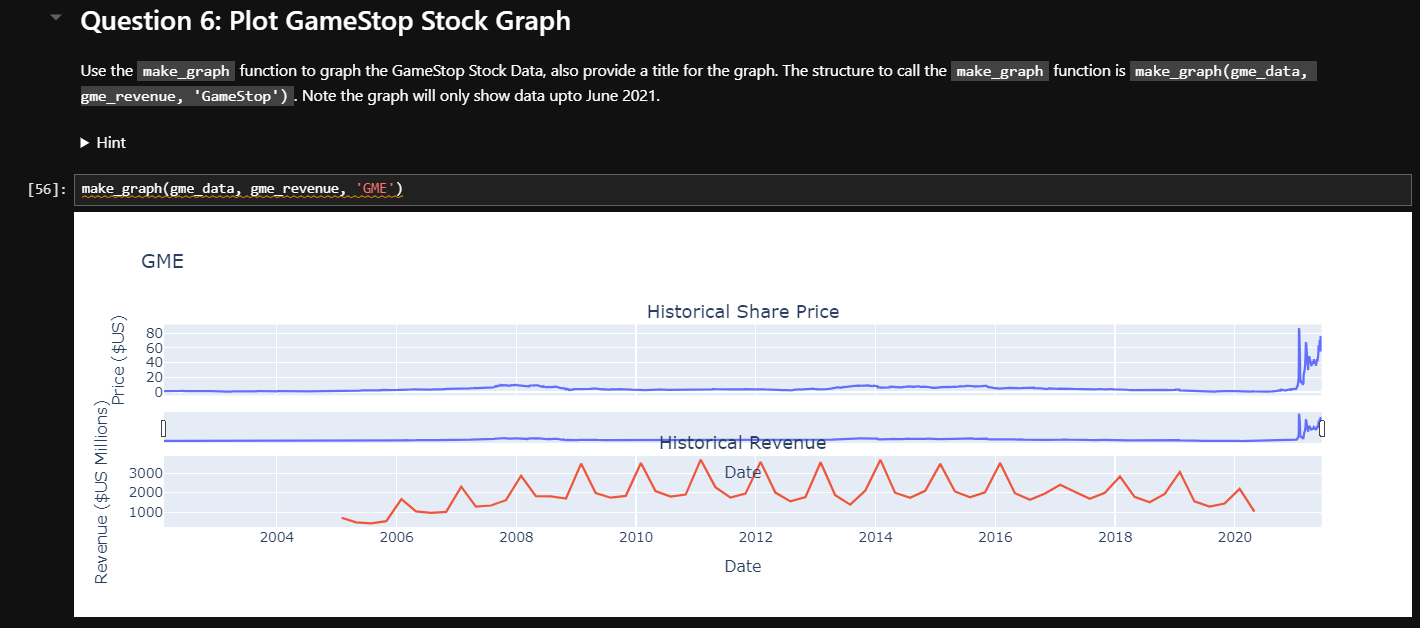 Question 6: Plot GameStop Stock Graph
Use the make_graph function to graph the GameStop Stock Data, also provide a title for the graph. The structure to call the make_graph function is make_graph(gme_data,
gme_revenue, 'GameStop'). Note the graph will only show data upto June 2021.
Hint
[56]: make_graph(gme_data, gme_revenue, 'GME')
GME
Historical Share Price
Price ($US)
80
60
40
20
0
Historical Revenue
Date
Revenue ($US Millions)
3000
2000
1000
2004 2006 2008 2010 2012 2014 2016 2018 2020
Date